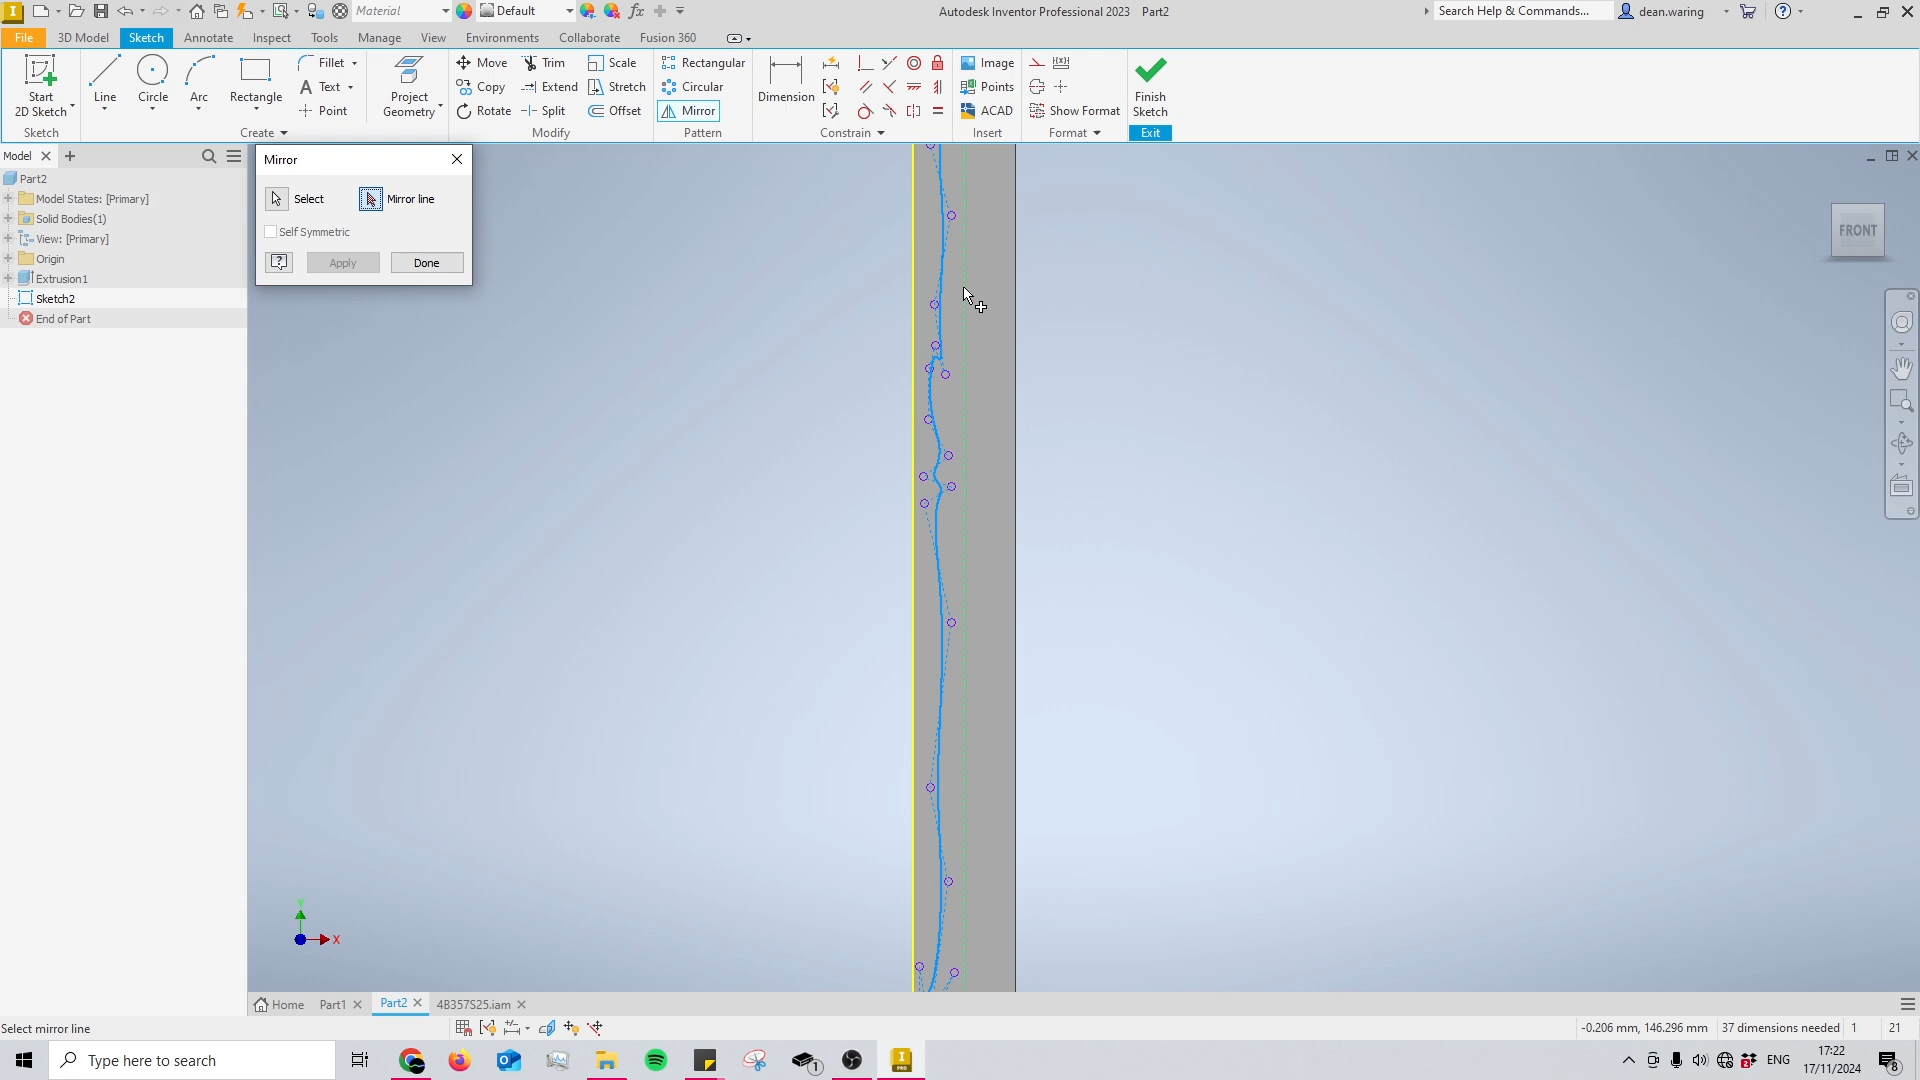 Material
Default
fx
Autodesk Inventor Professional 2023 Part2
Search Help & Commands...
dean.waring
File 3D Model Sketch Annotate Inspect Tools Manage View Environments Collaborate Fusion 360
Start
2D Sketch
Line
Circle
Arc
Rectangle
Fillet
Text
Point
Project
Geometry
Move Trim Scale
Copy Extend Stretch
Rotate Split Offset
Rectangular
Circular
Mirror
Dimension
Image
Points
ACAD
Show Format
Finish
Sketch
Sketch Create Modify Pattern Constrain Insert Format Exit
Model
Part2
Model States: [Primary]
Solid Bodies(1)
View: [Primary]
Origin
Extrusion1
Sketch2
End of Part
Mirror
Select Mirror line
Self Symmetric
Apply Done
FRONT
Y
X
Home Part1 Part2 4B357S25.iam
Select mirror line
-0.206 mm, 146.296 mm 37 dimensions needed 1 21
Type here to search
ENG
17:22
17/11/2024